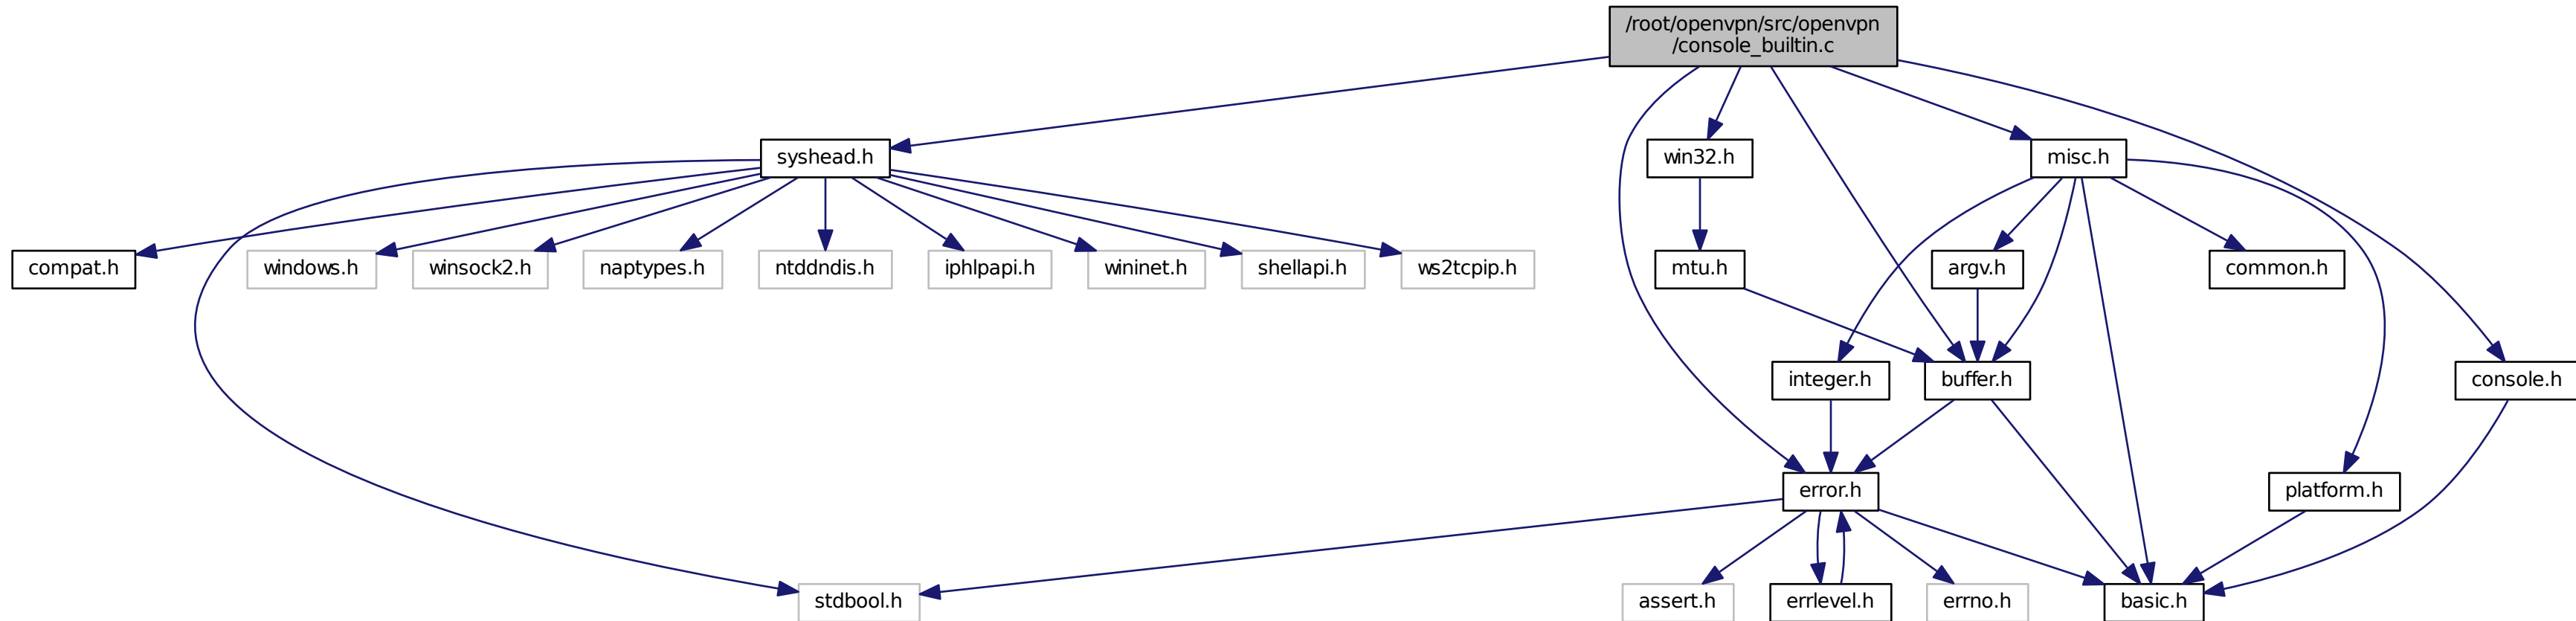 /root/openvpn/src/openvpn
/console_builtin.c
syshead.h
win32.h
misc.h
compat.h
windows.h
winsock2.h
naptypes.h
ntddndis.h
iphlpapi.h
wininet.h
shellapi.h
ws2tcpip.h
mtu.h
argv.h
common.h
integer.h
buffer.h
console.h
error.h
platform.h
stdbool.h
assert.h
errlevel.h
errno.h
basic.h